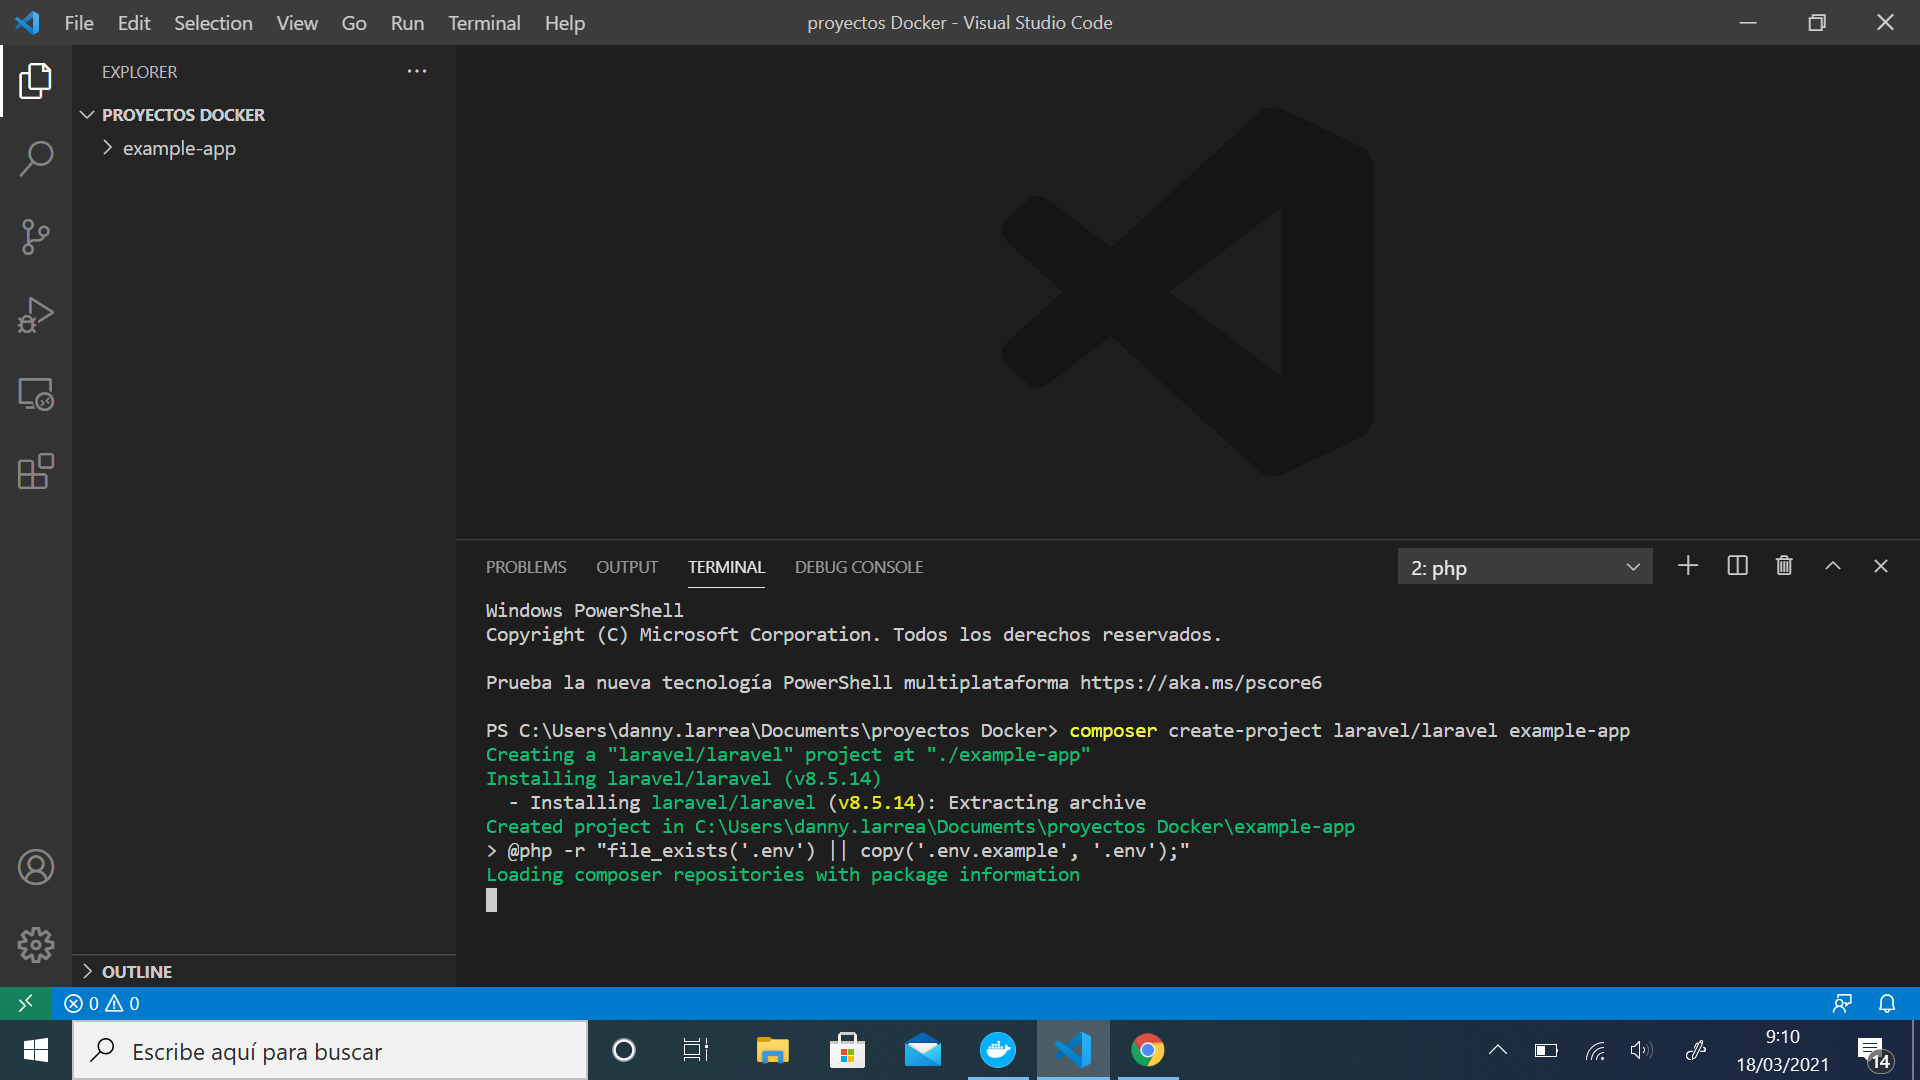 File Edit Selection View Go Run Terminal Help
proyectos Docker - Visual Studio Code
EXPLORER
PROYECTOS DOCKER
example-app
OUTLINE
PROBLEMS OUTPUT TERMINAL DEBUG CONSOLE
2: php
Windows PowerShell
Copyright (C) Microsoft Corporation. Todos los derechos reservados.
Prueba la nueva tecnología PowerShell multiplataforma https://aka.ms/pscore6
PS C:\Users\danny.larrea\Documents\proyectos Docker> composer create-project laravel/laravel example-app
Creating a "laravel/laravel" project at "./example-app"
Installing laravel/laravel (v8.5.14)
- Installing laravel/laravel (v8.5.14): Extracting archive
Created project in C:\Users\danny.larrea\Documents\proyectos Docker\example-app
> @php -r "file_exists('.env') || copy('.env.example', '.env');"
Loading composer repositories with package information
0 0
Escribe aquí para buscar
9:10
18/03/2021
14